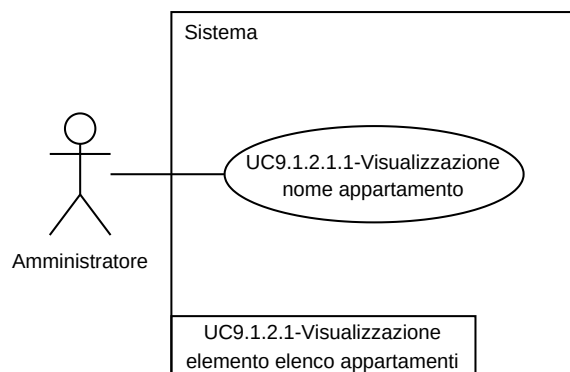 Sistema
UC9.1.2.1.1-Visualizzazione
nome appartamento
Amministratore
UC9.1.2.1-Visualizzazione
elemento elenco appartamenti